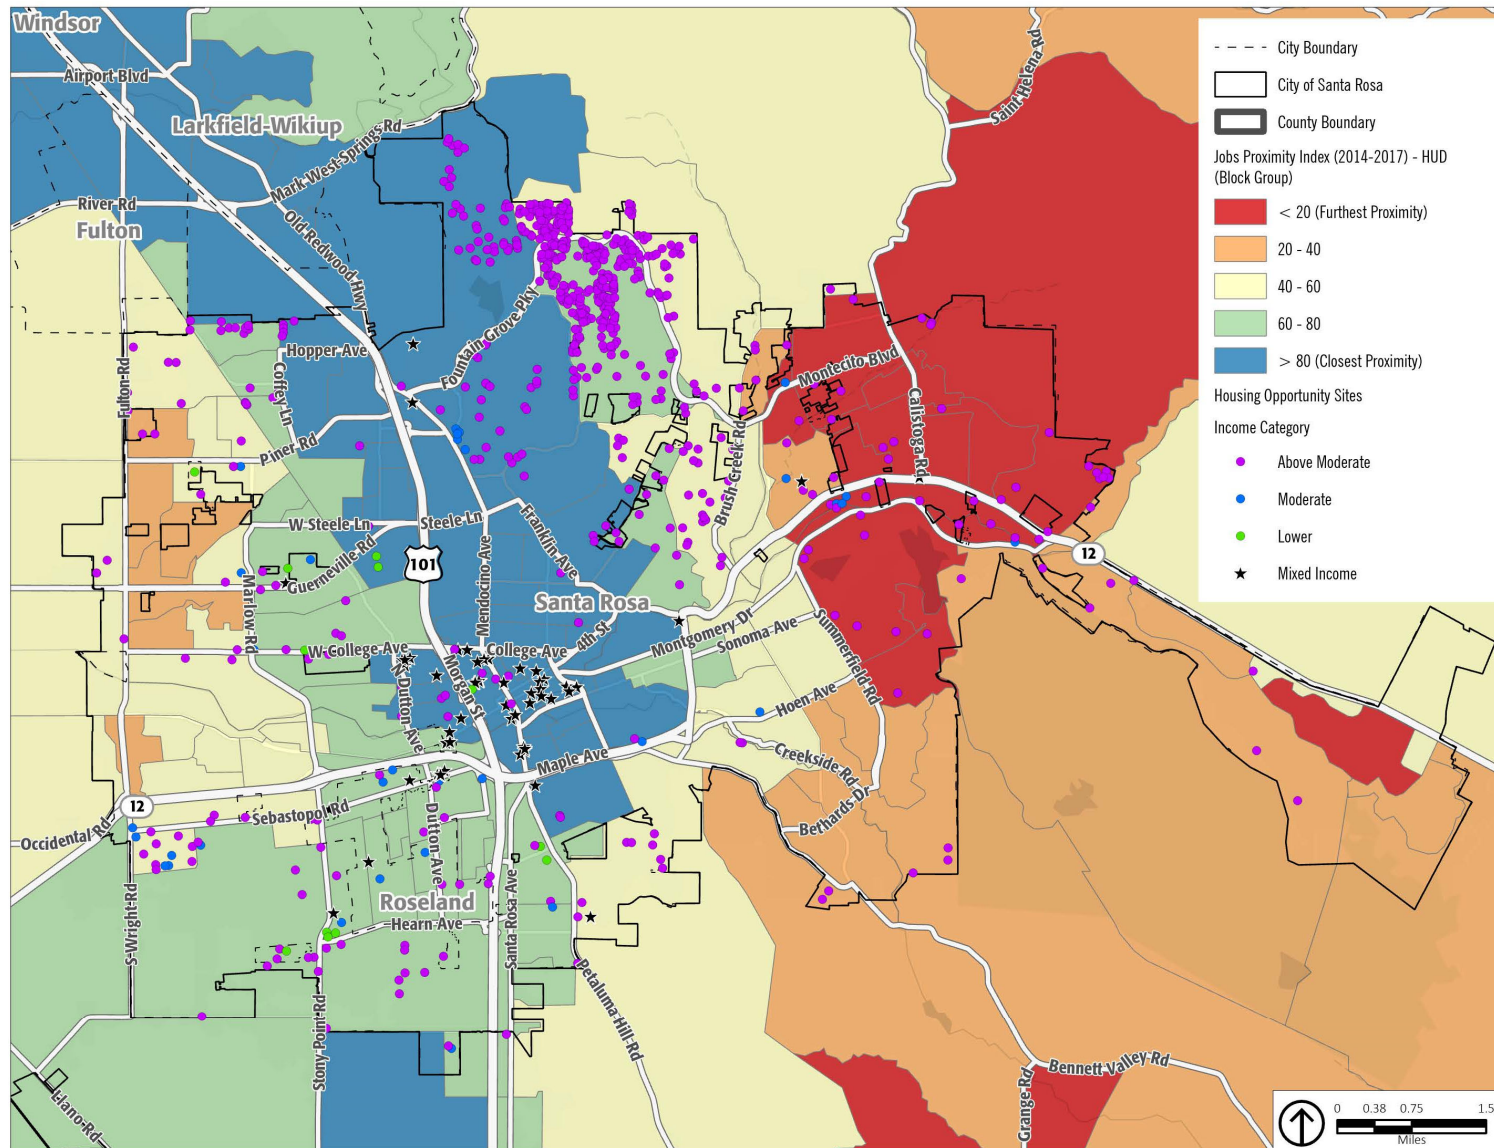 Windsor
Airport Blvd
Larkfield-Wikiup
Mark West Springs Rd
River Rd
Fulton
Old Redwood Hwy
Saint Helena Rd
Fountain Grove Pky
Hopper Ave
Coffey Ln
Fulton Rd
Piner Rd
Montecito Blvd
Calistoga Rd
Brush Creek Rd
W Steele Ln
Steele Ln
Franklin Ave
Guerneville Rd
101
Mendocino Ave
Marlow Rd
Santa Rosa
12
W College Ave
College Ave
4th St
Montgomery Dr
Sonoma Ave
Summerfield Rd
N Dutton Ave
Morgan St
Hoen Ave
Maple Ave
Creekside Rd
Bethards Dr
12
Sebastopol Rd
Occidental Rd
Dutton Ave
Roseland
Hearn Ave
S Wright Rd
Santa Rosa Ave
Stony Point Rd
Petaluma Hill Rd
Llano Rd
Bennett Valley Rd
Grange Rd
City Boundary
City of Santa Rosa
County Boundary
Jobs Proximity Index (2014-2017) - HUD
(Block Group)
< 20 (Furthest Proximity)
20 - 40
40 - 60
60 - 80
> 80 (Closest Proximity)
Housing Opportunity Sites
Income Category
Above Moderate
Moderate
Lower
Mixed Income
0 0.38 0.75 1.5
Miles